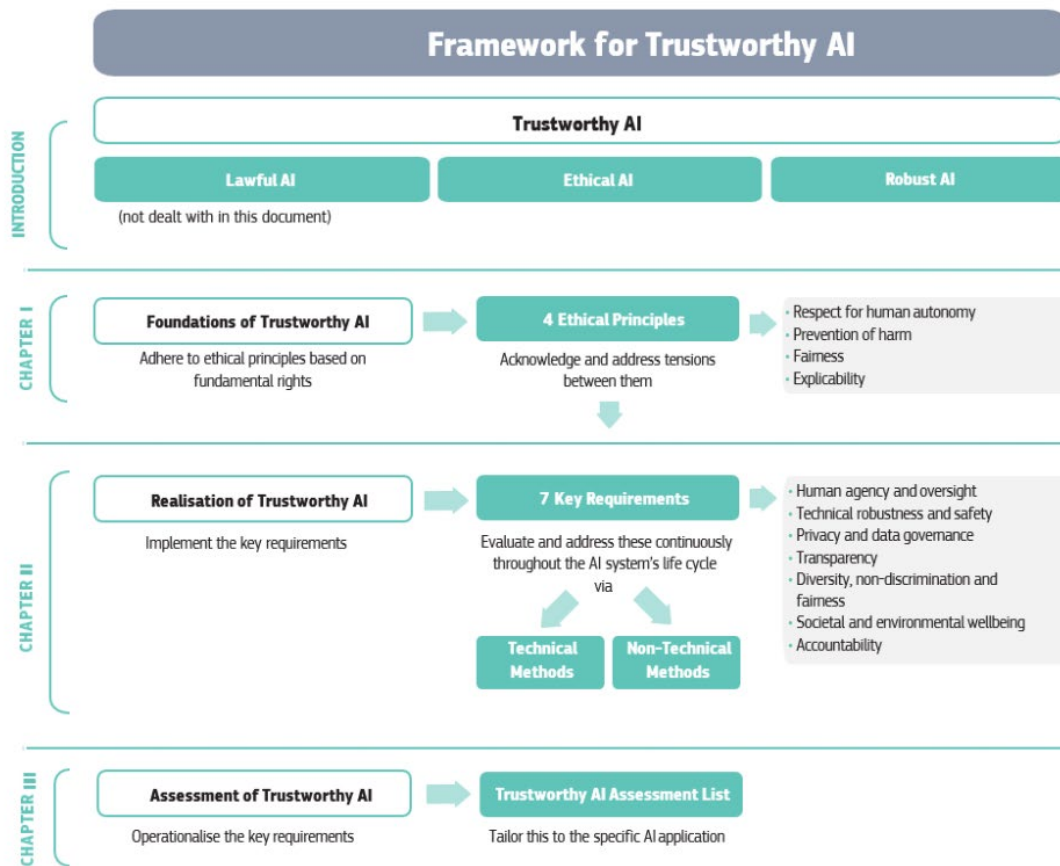 Framework for Trustworthy AI
INTRODUCTION
Trustworthy AI
Lawful AI
Ethical AI
Robust AI
(not dealt with in this document)
CHAPTER I
Foundations of Trustworthy AI
Adhere to ethical principles based on
fundamental rights
4 Ethical Principles
Acknowledge and address tensions
between them
• Respect for human autonomy
• Prevention of harm
• Fairness
• Explicability
CHAPTER II
Realisation of Trustworthy AI
Implement the key requirements
7 Key Requirements
Evaluate and address these continuously
throughout the AI system's life cycle
via
Technical
Methods
Non-Technical
Methods
• Human agency and oversight
• Technical robustness and safety
• Privacy and data governance
• Transparency
• Diversity, non-discrimination and
fairness
• Societal and environmental wellbeing
• Accountability
CHAPTER III
Assessment of Trustworthy AI
Operationalise the key requirements
Trustworthy AI Assessment List
Tailor this to the specific AI application